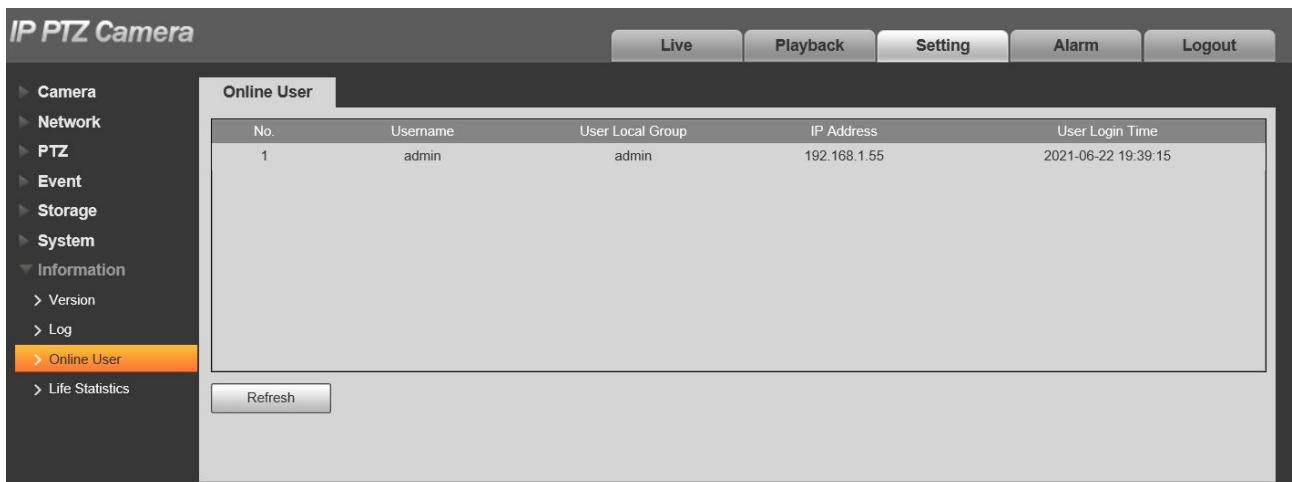 IP PTZ Camera
Live Playback Setting Alarm Logout
Camera
Network
PTZ
Event
Storage
System
Information
Version
Log
Online User
Life Statistics
Online User
No. Username User Local Group IP Address User Login Time
1 admin admin 192.168.1.55 2021-06-22 19:39:15
Refresh